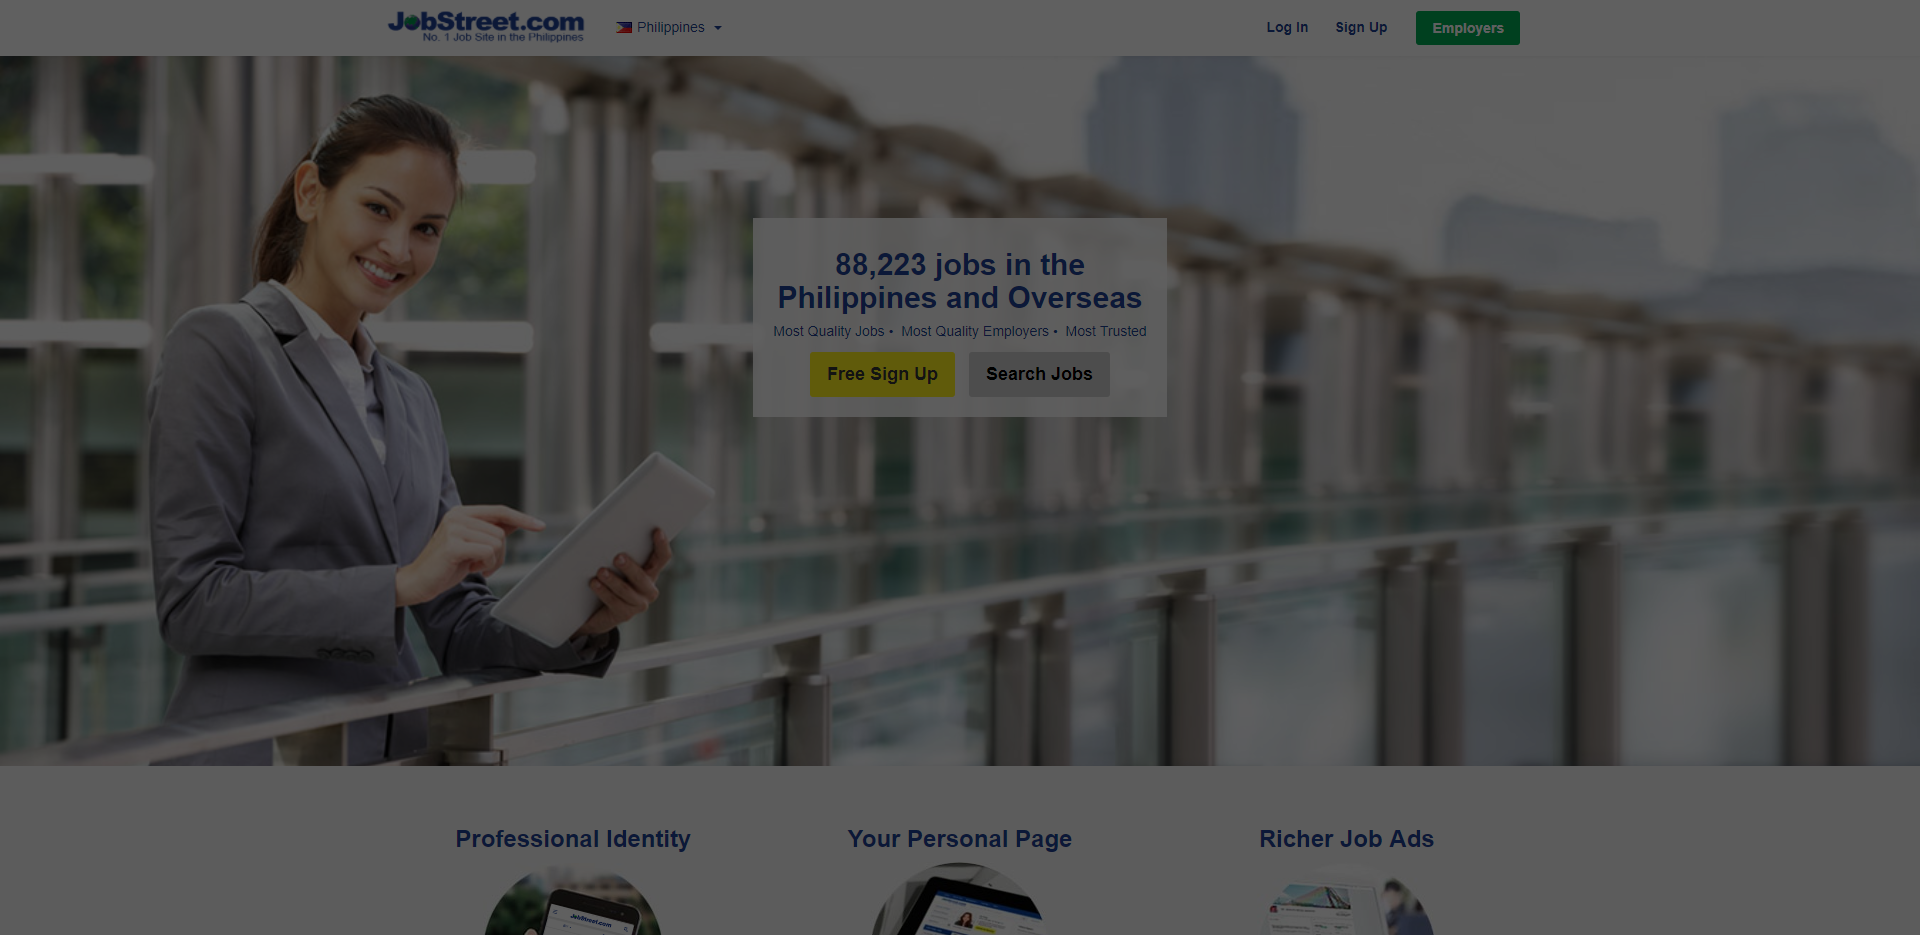 JobStreet.com
No. 1 Job Site in the Philippines
Philippines
Log In
Sign Up
Employers
88,223 jobs in the
Philippines and Overseas
Most Quality Jobs • Most Quality Employers • Most Trusted
Free Sign Up
Search Jobs
Professional Identity
Your Personal Page
Richer Job Ads
JobStreet.com